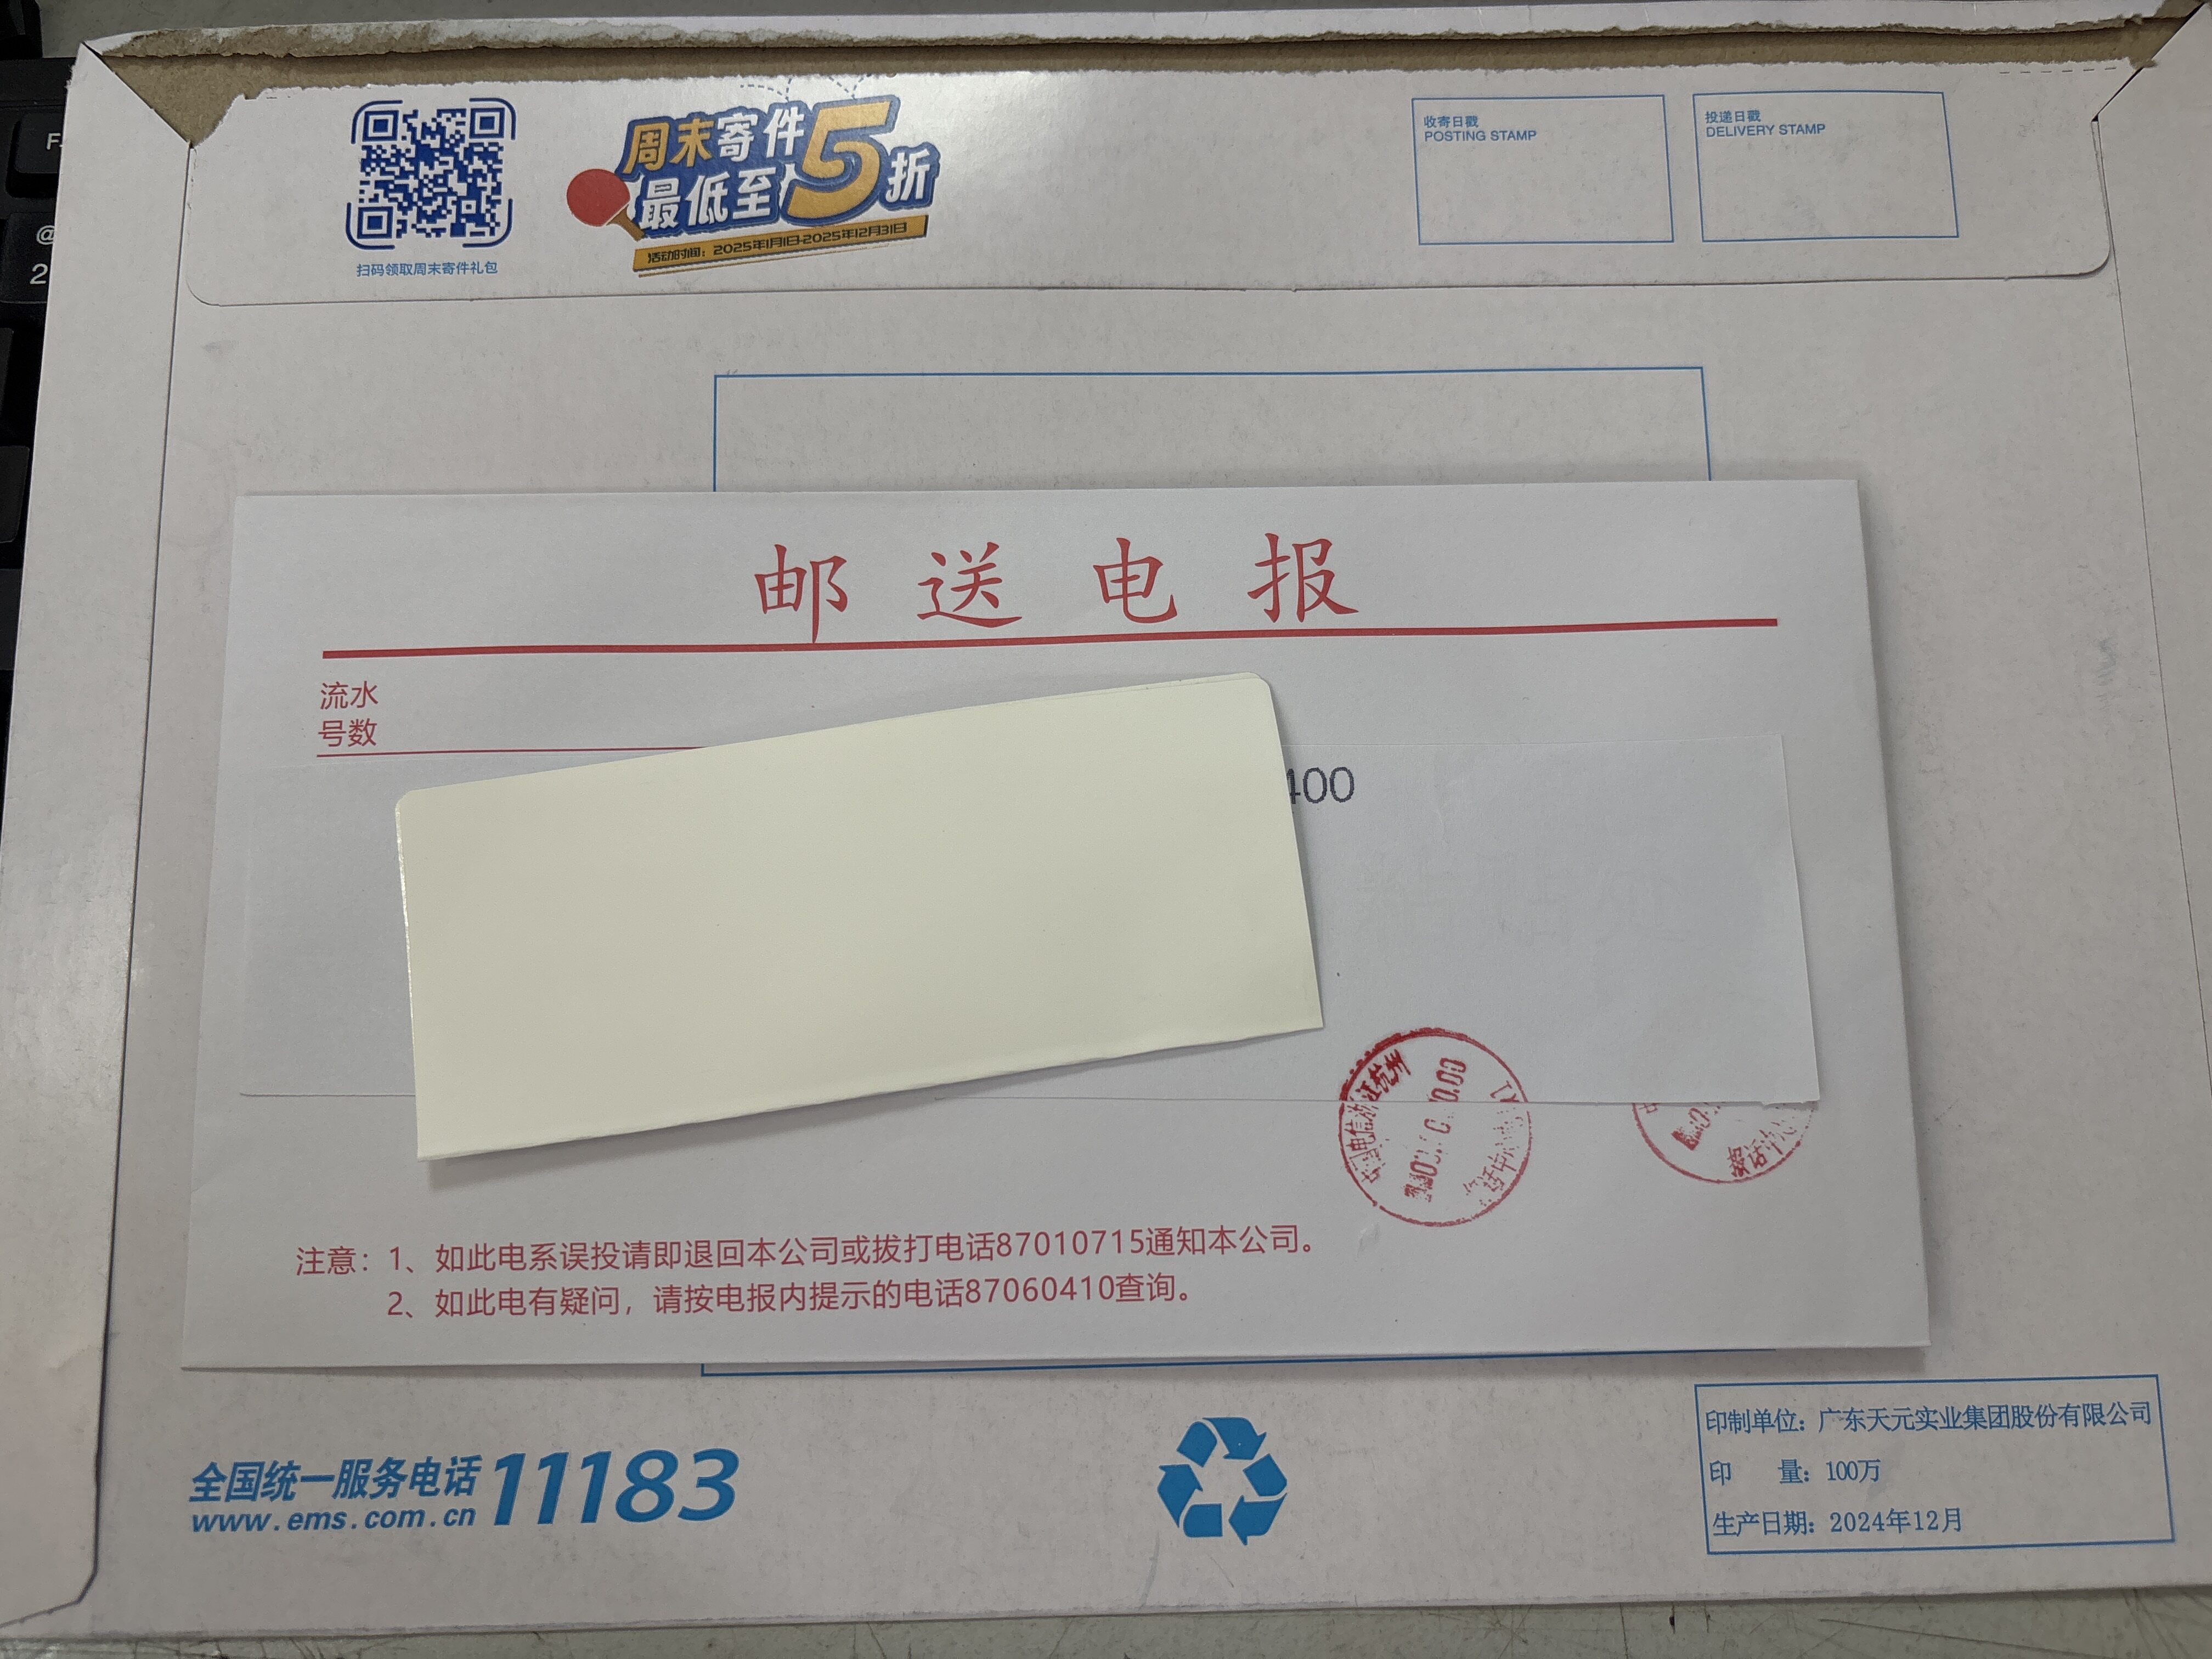 周末寄件
最低至5折
活动时间：2025年1月1日-2025年12月31日
扫码领取周末寄件礼包
收寄日戳
POSTING STAMP
投递日戳
DELIVERY STAMP
邮送电报
流水
号数
400
注意：1、如此电系误投请即退回本公司或拔打电话87010715通知本公司。
2、如此电有疑问，请按电报内提示的电话87060410查询。
全国统一服务电话 11183
www.ems.com.cn
印制单位：广东天元实业集团股份有限公司
印 量：100万
生产日期：2024年12月